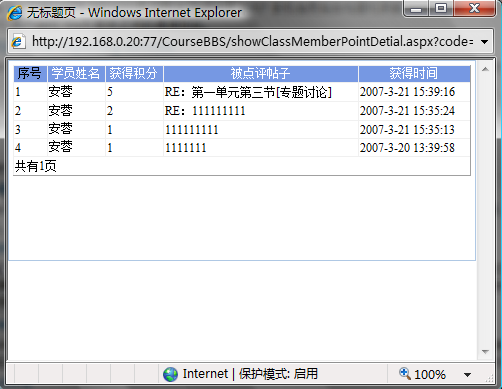 无标题页 - Windows Internet Explorer
http://192.168.0.20:77/CourseBBS/showClassMemberPointDetial.aspx?code=
序号 学员姓名 获得积分 被点评帖子 获得时间
1 安蓉 5 RE：第一单元第三节[专题讨论] 2007-3-21 15:39:16
2 安蓉 2 RE：111111111 2007-3-21 15:35:24
3 安蓉 1 111111111 2007-3-21 15:35:13
4 安蓉 1 1111111 2007-3-20 13:39:58
共有1页
Internet | 保护模式: 启用 100%